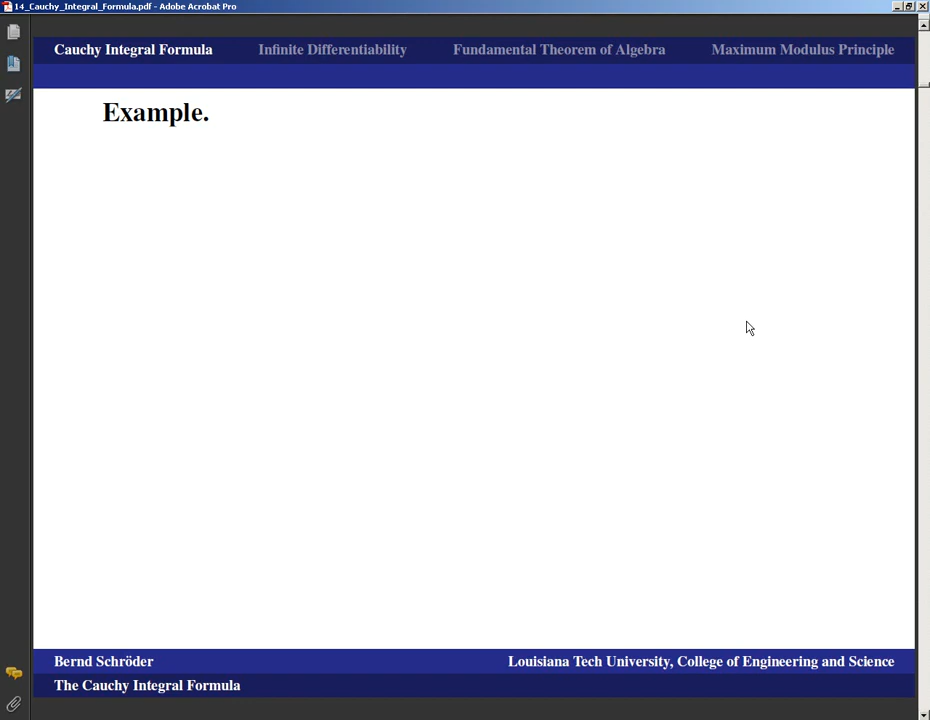 14_Cauchy_Integral_Formula.pdf - Adobe Acrobat Pro
Cauchy Integral Formula Infinite Differentiability Fundamental Theorem of Algebra Maximum Modulus Principle
Example.
Bernd Schröder Louisiana Tech University, College of Engineering and Science
The Cauchy Integral Formula